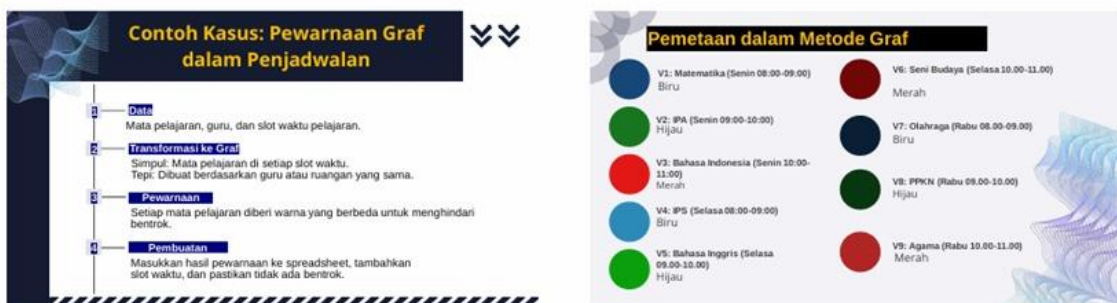 Contoh Kasus: Pewarnaan Graf
dalam Penjadwalan
1 Data
Mata pelajaran, guru, dan slot waktu pelajaran.
2 Transformasi ke Graf
Simpul: Mata pelajaran di setiap slot waktu.
Tepi: Dibuat berdasarkan guru atau ruangan yang sama.
3 Pewarnaan
Setiap mata pelajaran diberi warna yang berbeda untuk menghindari
bentrok.
4 Pembuatan
Masukkan hasil pewarnaan ke spreadsheet, tambahkan
slot waktu, dan pastikan tidak ada bentrok.
Pemetaan dalam Metode Graf
V1: Matematika (Senin 08:00-09:00)
Biru
V2: IPA (Senin 09:00-10:00)
Hijau
V3: Bahasa Indonesia (Senin 10:00-
11:00)
Merah
V4: IPS (Selasa 08:00-09:00)
Biru
V5: Bahasa Inggris (Selasa
09.00-10.00)
Hijau
V6: Seni Budaya (Selasa 10.00-11.00)
Merah
V7: Olahraga (Rabu 08.00-09.00)
Biru
V8: PPKN (Rabu 09.00-10.00)
Hijau
V9: Agama (Rabu 10.00-11.00)
Merah